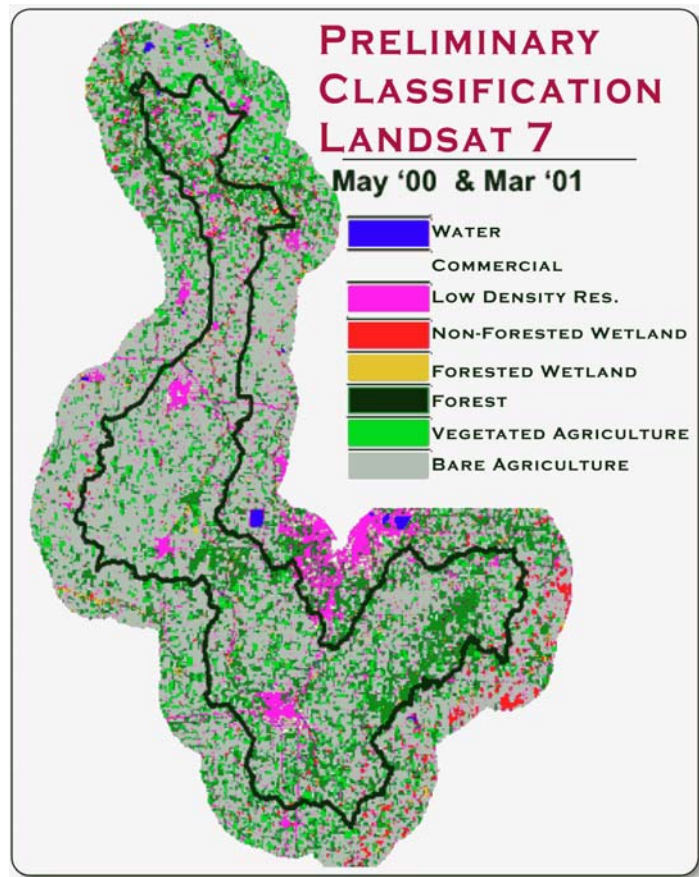 PRELIMINARY
CLASSIFICATION
LANDSAT 7
May '00 & Mar '01
WATER
COMMERCIAL
LOW DENSITY RES.
NON-FORESTED WETLAND
FORESTED WETLAND
FOREST
VEGETATED AGRICULTURE
BARE AGRICULTURE